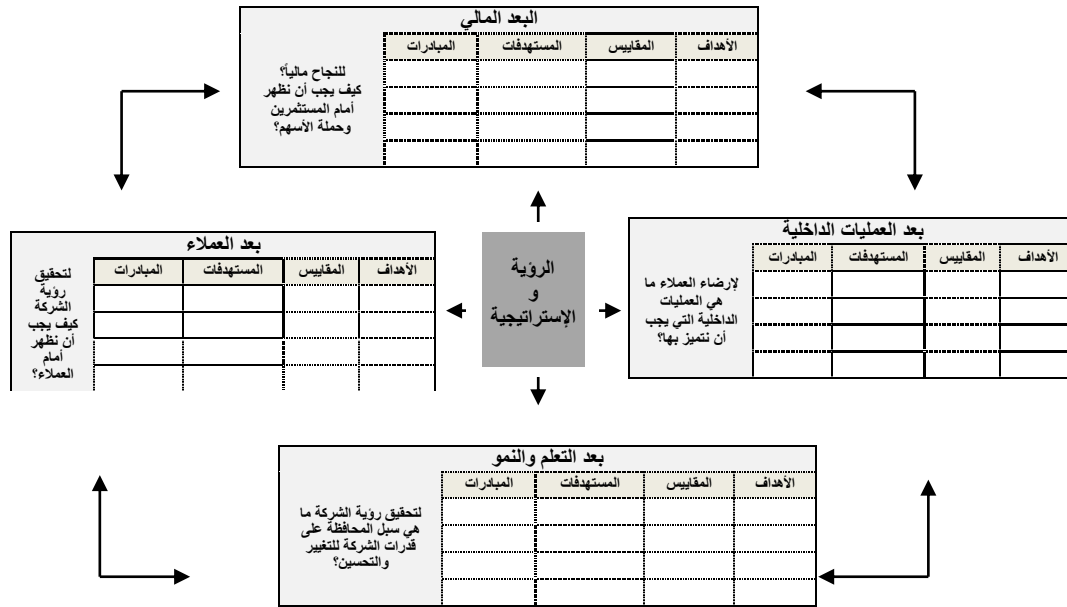 البعد المالي
الأهداف
المقاييس
المستهدفات
المبادرات
للنجاح مالياً؟
كيف يجب أن نظهر
أمام المستثمرين
وحملة الأسهم؟
بعد العمليات الداخلية
الأهداف
المقاييس
المستهدفات
المبادرات
لإرضاء العملاء ما
هي العمليات
الداخلية التي يجب
أن نتميز بها؟
الرؤية
و
الإستراتيجية
بعد العملاء
الأهداف
المقاييس
المستهدفات
المبادرات
لتحقيق
رؤية
الشركة
كيف يجب
أن نظهر
أمام
العملاء؟
بعد التعلم والنمو
الأهداف
المقاييس
المستهدفات
المبادرات
لتحقيق رؤية الشركة ما
هي سبل المحافظة على
قدرات الشركة للتغيير
والتحسين؟